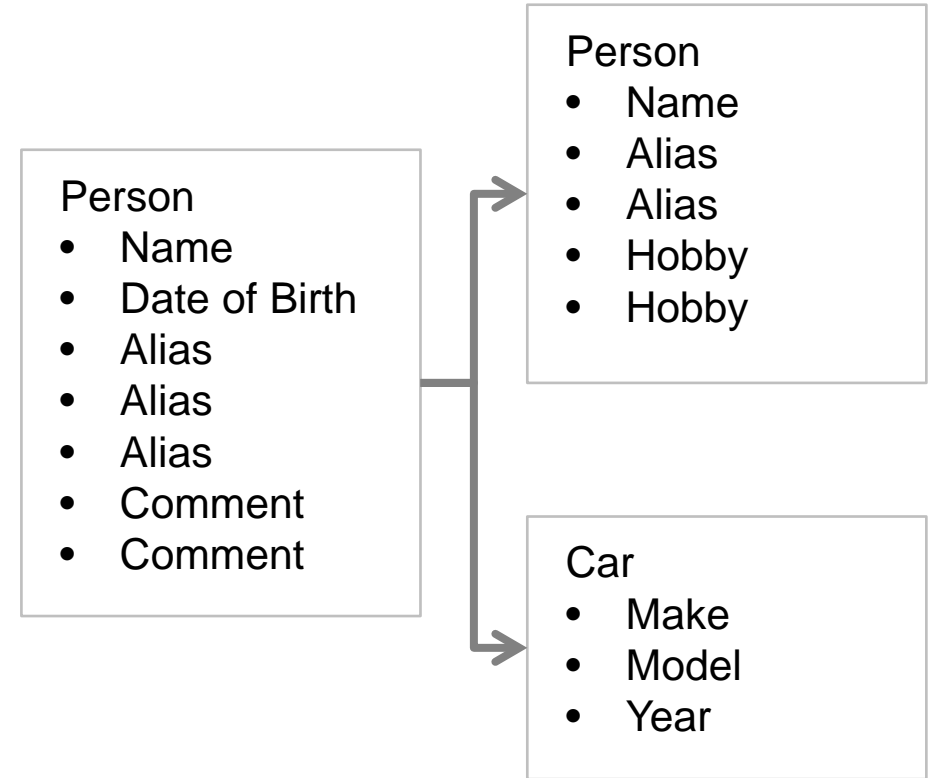 Person
• Name
• Date of Birth
• Alias
• Alias
• Alias
• Comment
• Comment
Person
• Name
• Alias
• Alias
• Hobby
• Hobby
Car
• Make
• Model
• Year